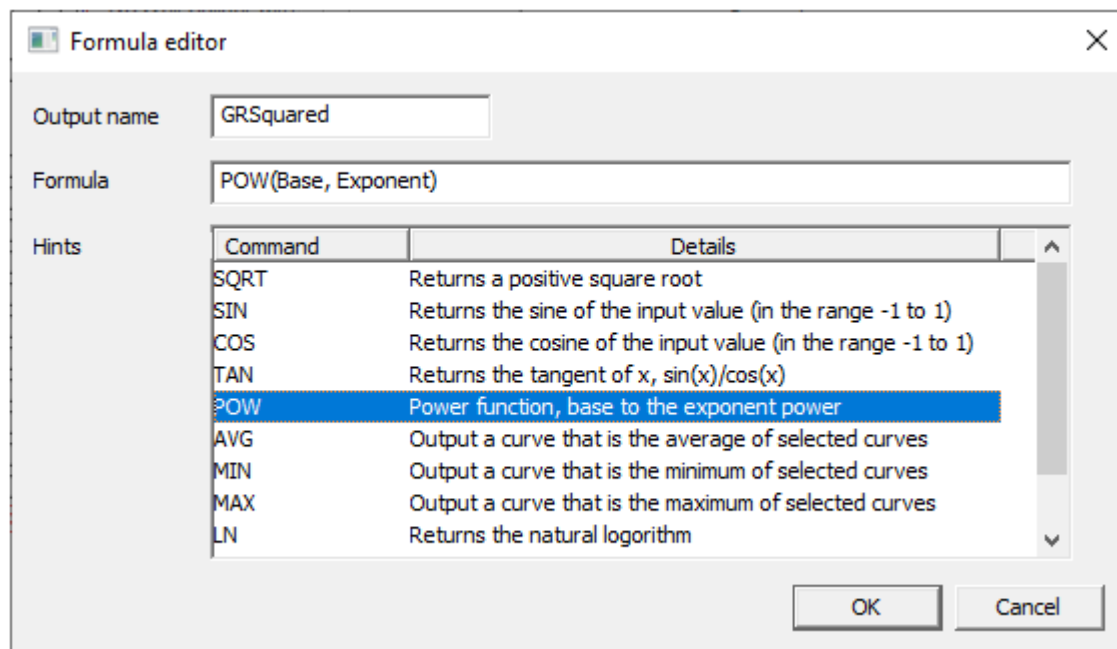 Formula editor
Output name GRSquared
Formula POW(Base, Exponent)
Hints Command Details
SQRT Returns a positive square root
SIN Returns the sine of the input value (in the range -1 to 1)
COS Returns the cosine of the input value (in the range -1 to 1)
TAN Returns the tangent of x, sin(x)/cos(x)
POW Power function, base to the exponent power
AVG Output a curve that is the average of selected curves
MIN Output a curve that is the minimum of selected curves
MAX Output a curve that is the maximum of selected curves
LN Returns the natural logorithm
OK Cancel